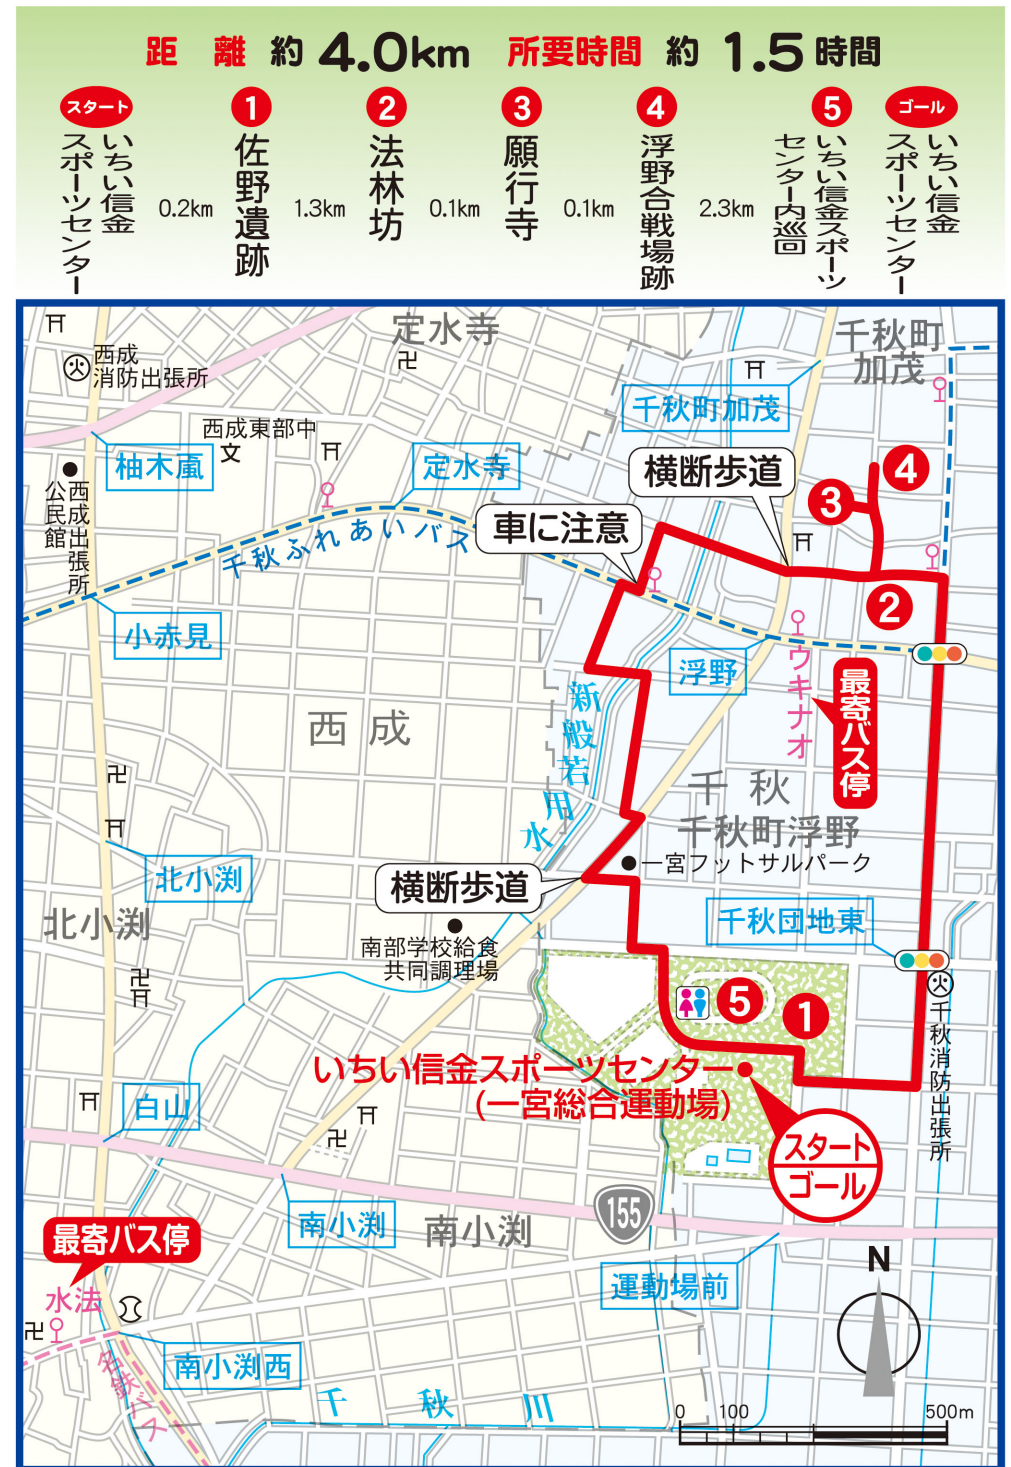 距離 約4.0km 所要時間 約1.5時間
スタート
いちい信金
スポーツセンター
0.2km
1
佐野遺跡
1.3km
2
法林坊
0.1km
3
願行寺
0.1km
4
浮野合戦場跡
2.3km
5
いちい信金スポーツ
センター内巡回
ゴール
いちい信金
スポーツセンター
定水寺
千秋町
加茂
西成
消防出張所
千秋町加茂
西成東部中
文
柚木颪
定水寺
横断歩道
4
西成出張所
公民館
3
車に注意
千秋ふれあいバス
2
小赤見
浮野
ウキナオ
最寄バス停
新般若用水
西成
千秋
千秋町浮野
一宮フットサルパーク
北小渕
横断歩道
北小渕
千秋団地東
南部学校給食
共同調理場
5
1
千秋消防出張所
いちい信金スポーツセンター
(一宮総合運動場)
白山
スタート
ゴール
155
南小渕
南小渕
最寄バス停
運動場前
N
水法
南小渕西
名鉄バス
千秋川
0 100 500m